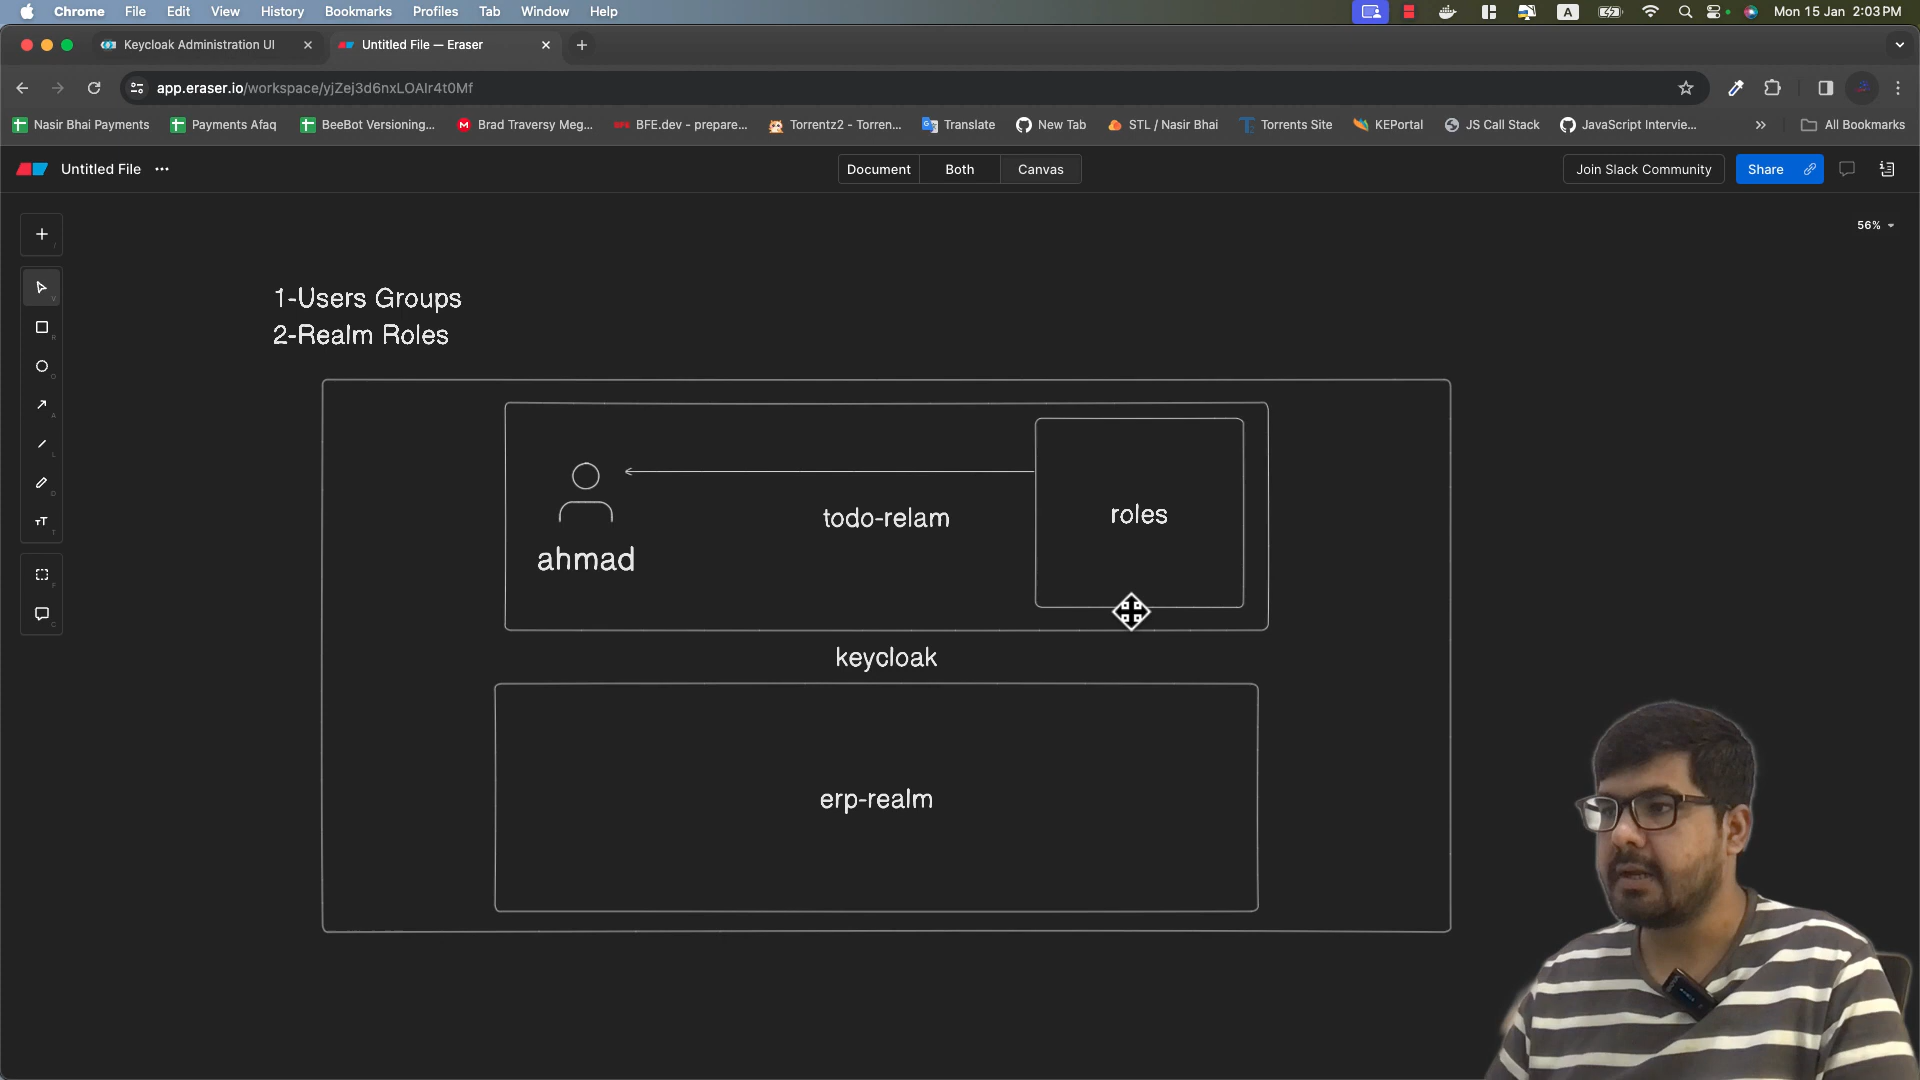 Chrome File Edit View History Bookmarks Profiles Tab Window Help
A
Mon 15 Jan 2:03 PM
Keycloak Administration UI
Untitled File — Eraser
app.eraser.io/workspace/yjZej3d6nxLOAIr4t0Mf
Nasir Bhai Payments
Payments Afaq
BeeBot Versioning...
Brad Traversy Meg...
BFE.dev - prepare...
Torrentz2 - Torren...
Translate
New Tab
STL / Nasir Bhai
Torrents Site
KEPortal
JS Call Stack
JavaScript Intervie...
All Bookmarks
Untitled File
Document
Both
Canvas
Join Slack Community
Share
56%
1-Users Groups
2-Realm Roles
roles
todo-relam
ahmad
keycloak
erp-realm